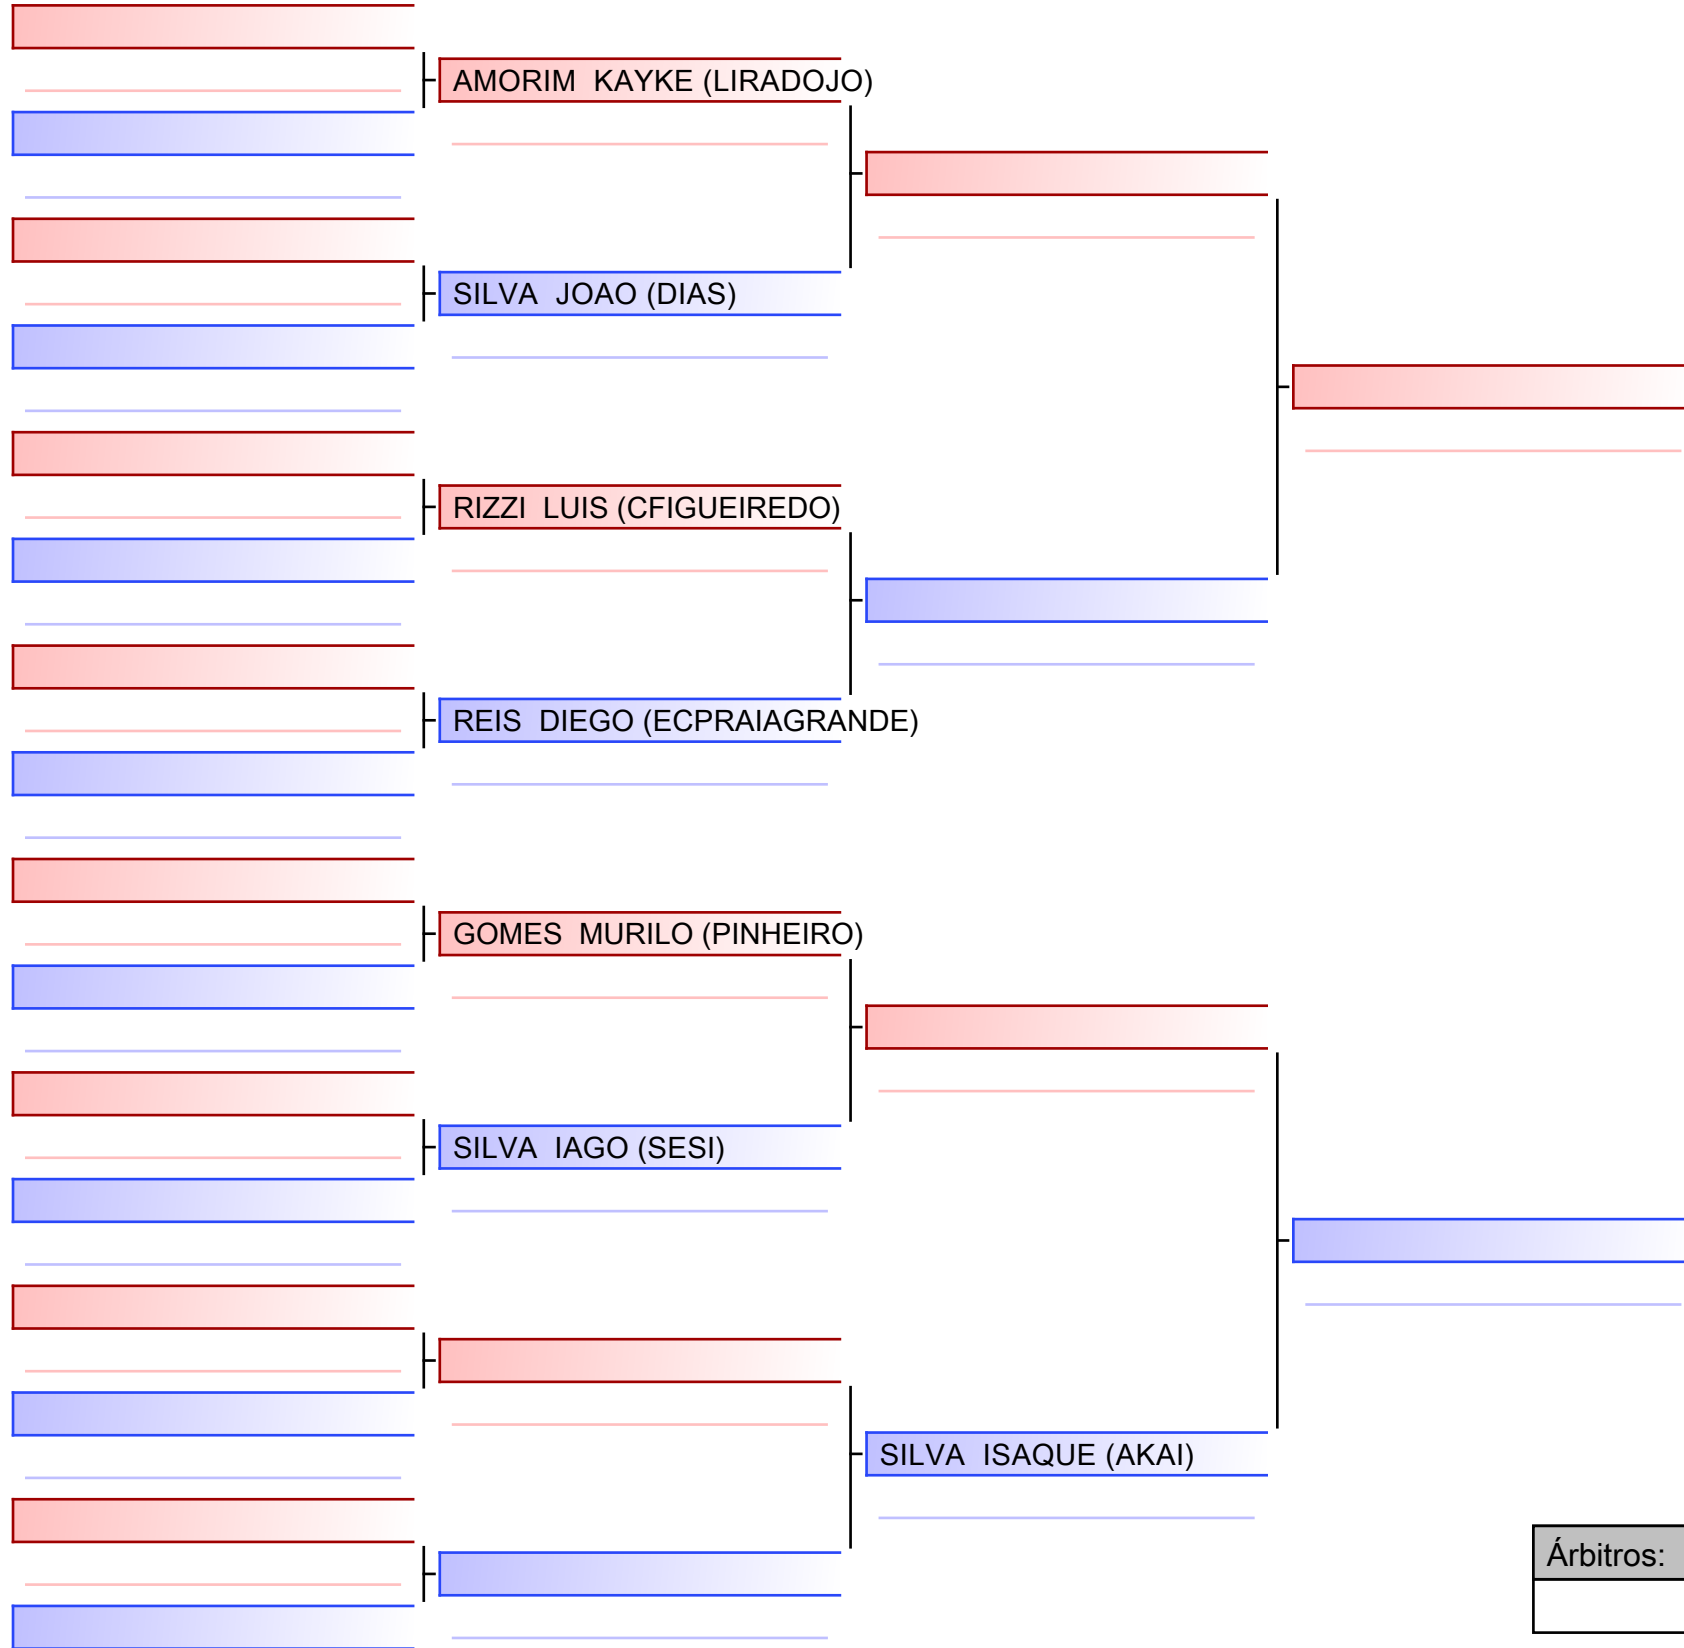 AMORIM  KAYKE (LIRADOJO)
SILVA  JOAO (DIAS)
RIZZI  LUIS (CFIGUEIREDO)
REIS  DIEGO (ECPRAIAGRANDE)
GOMES  MURILO (PINHEIRO)
SILVA  IAGO (SESI)
SILVA  ISAQUE (AKAI)
Árbitros: